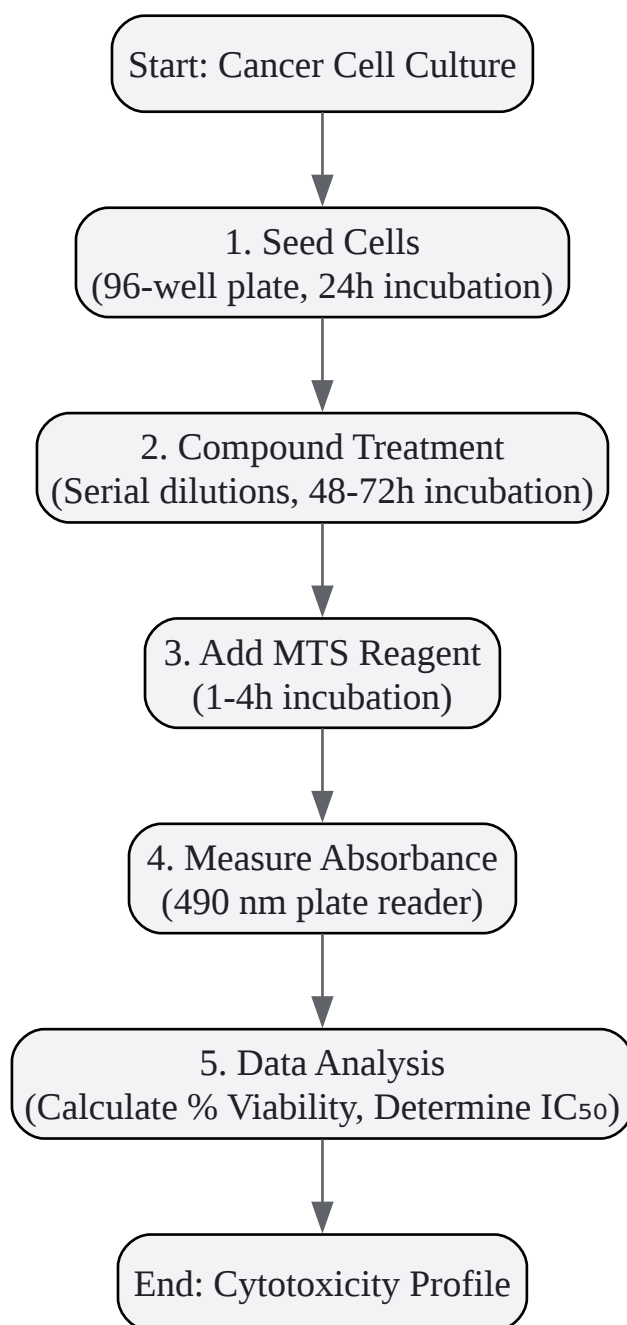 Start: Cancer Cell Culture
1. Seed Cells
(96-well plate, 24h incubation)
2. Compound Treatment
(Serial dilutions, 48-72h incubation)
3. Add MTS Reagent
(1-4h incubation)
4. Measure Absorbance
(490 nm plate reader)
5. Data Analysis
(Calculate % Viability, Determine IC₅₀)
End: Cytotoxicity Profile